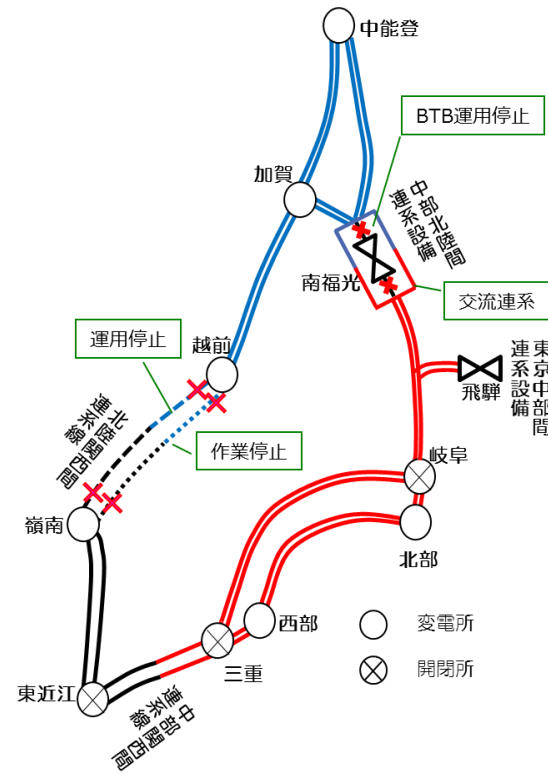 中能登
BTB運用停止
加賀
中部北陸間
連系設備
南福光
交流連系
運用停止
越前
東京中部間
連系設備
飛騨
北陸関西間
連系線
作業停止
岐阜
嶺南
北部
西部
変電所
三重
開閉所
東近江
中部関西間
連系線